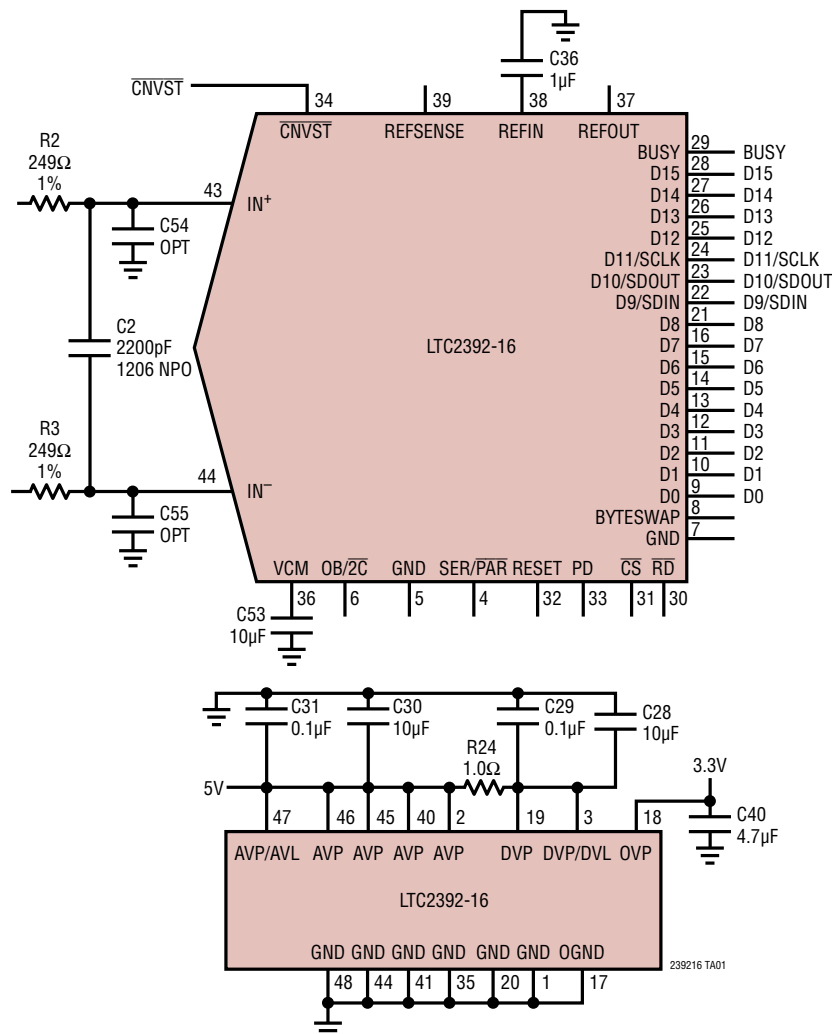 C36
1µF
CNVST
34
39
38
37
CNVST
REFSENSE
REFIN
REFOUT
R2
249Ω
1%
43
IN+
C54
OPT
C2
2200pF
1206 NPO
LTC2392-16
R3
249Ω
1%
44
IN−
C55
OPT
BUSY 29 BUSY
D15 28 D15
D14 27 D14
D13 26 D13
D12 25 D12
D11/SCLK 24 D11/SCLK
D10/SDOUT 23 D10/SDOUT
D9/SDIN 22 D9/SDIN
D8 21 D8
D7 16 D7
D6 15 D6
D5 14 D5
D4 13 D4
D3 12 D3
D2 11 D2
D1 10 D1
D0 9 D0
BYTESWAP 8
GND 7
VCM OB/2C GND SER/PAR RESET PD CS RD
36 6 5 4 32 33 31 30
C53
10µF
C31
0.1µF
C30
10µF
C29
0.1µF
C28
10µF
R24
1.0Ω
5V
3.3V
C40
4.7µF
47 46 45 40 2 19 3 18
AVP/AVL AVP AVP AVP AVP DVP DVP/DVL OVP
LTC2392-16
GND GND GND GND GND GND OGND
48 44 41 35 20 1 17
239216 TA01